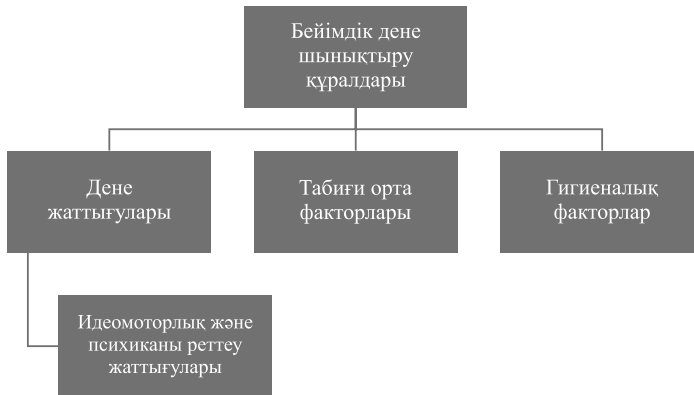 Бейімдік дене
шынықтыру
құралдары
Дене
жаттығулары
Табиғи орта
факторлары
Гигиеналық
факторлар
Идеомоторлық және
психиканы реттеу
жаттығулары